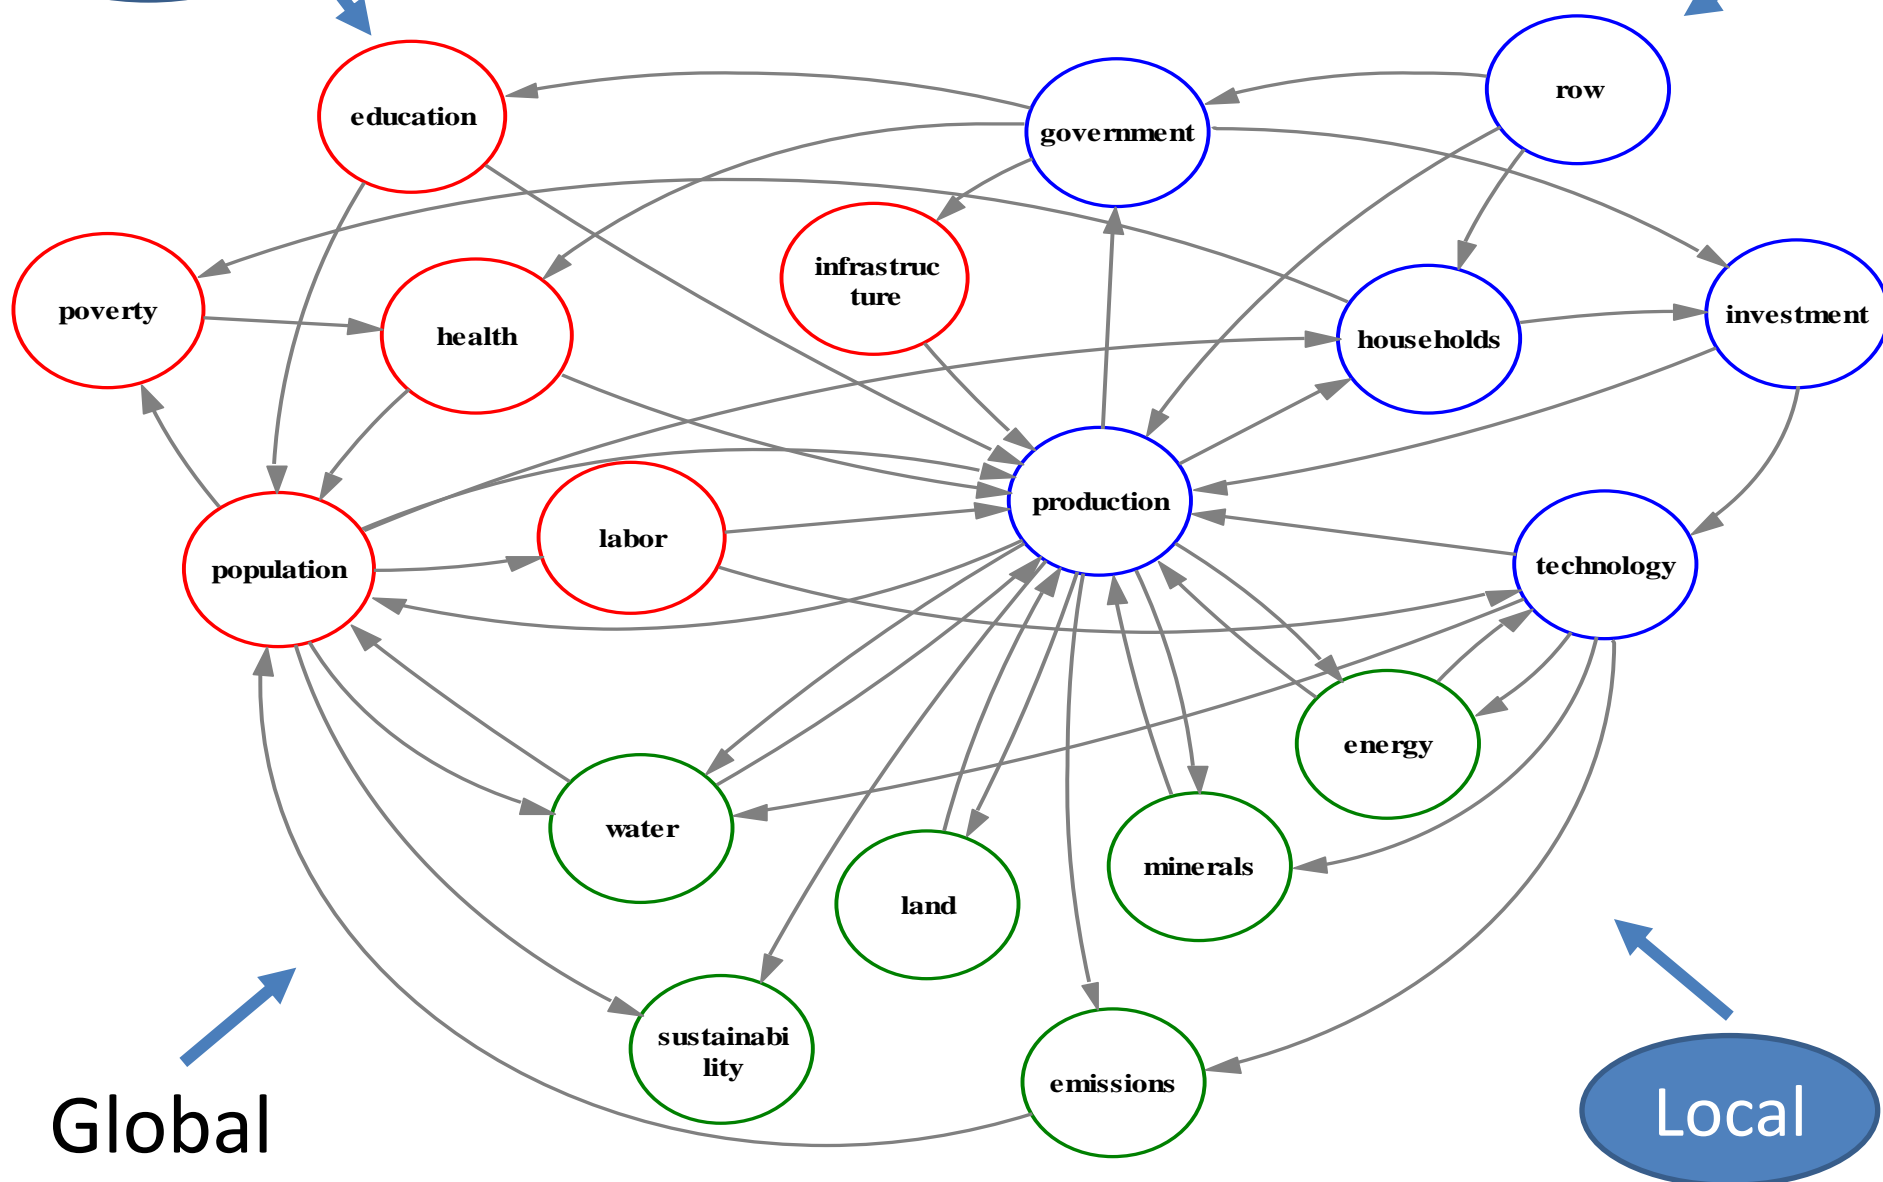 row
education
government
infrastruc
ture
poverty
health
households
investment
production
labor
population
technology
energy
water
minerals
land
sustainabi
lity
emissions
Global
Local